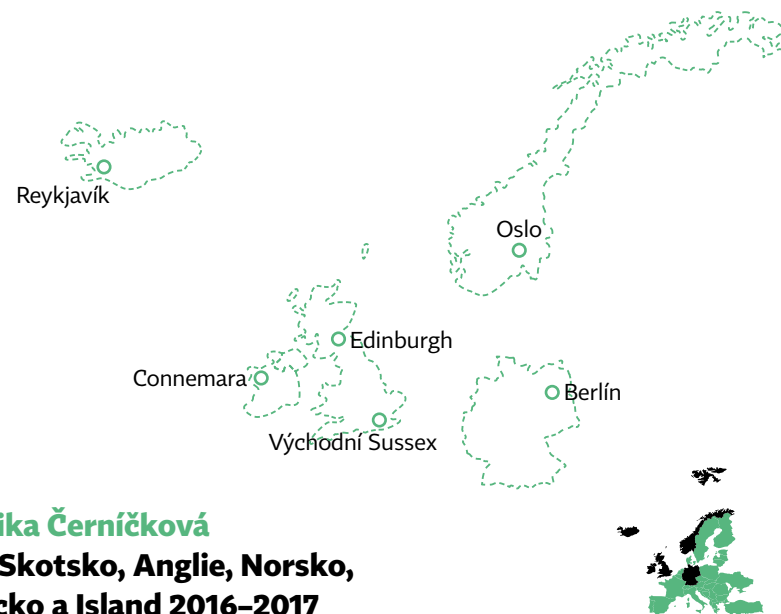 Reykjavík
Oslo
Edinburgh
Connemara
Berlín
Východní Sussex
ika Černíčková
Skotsko, Anglie, Norsko,
cko a Island 2016–2017